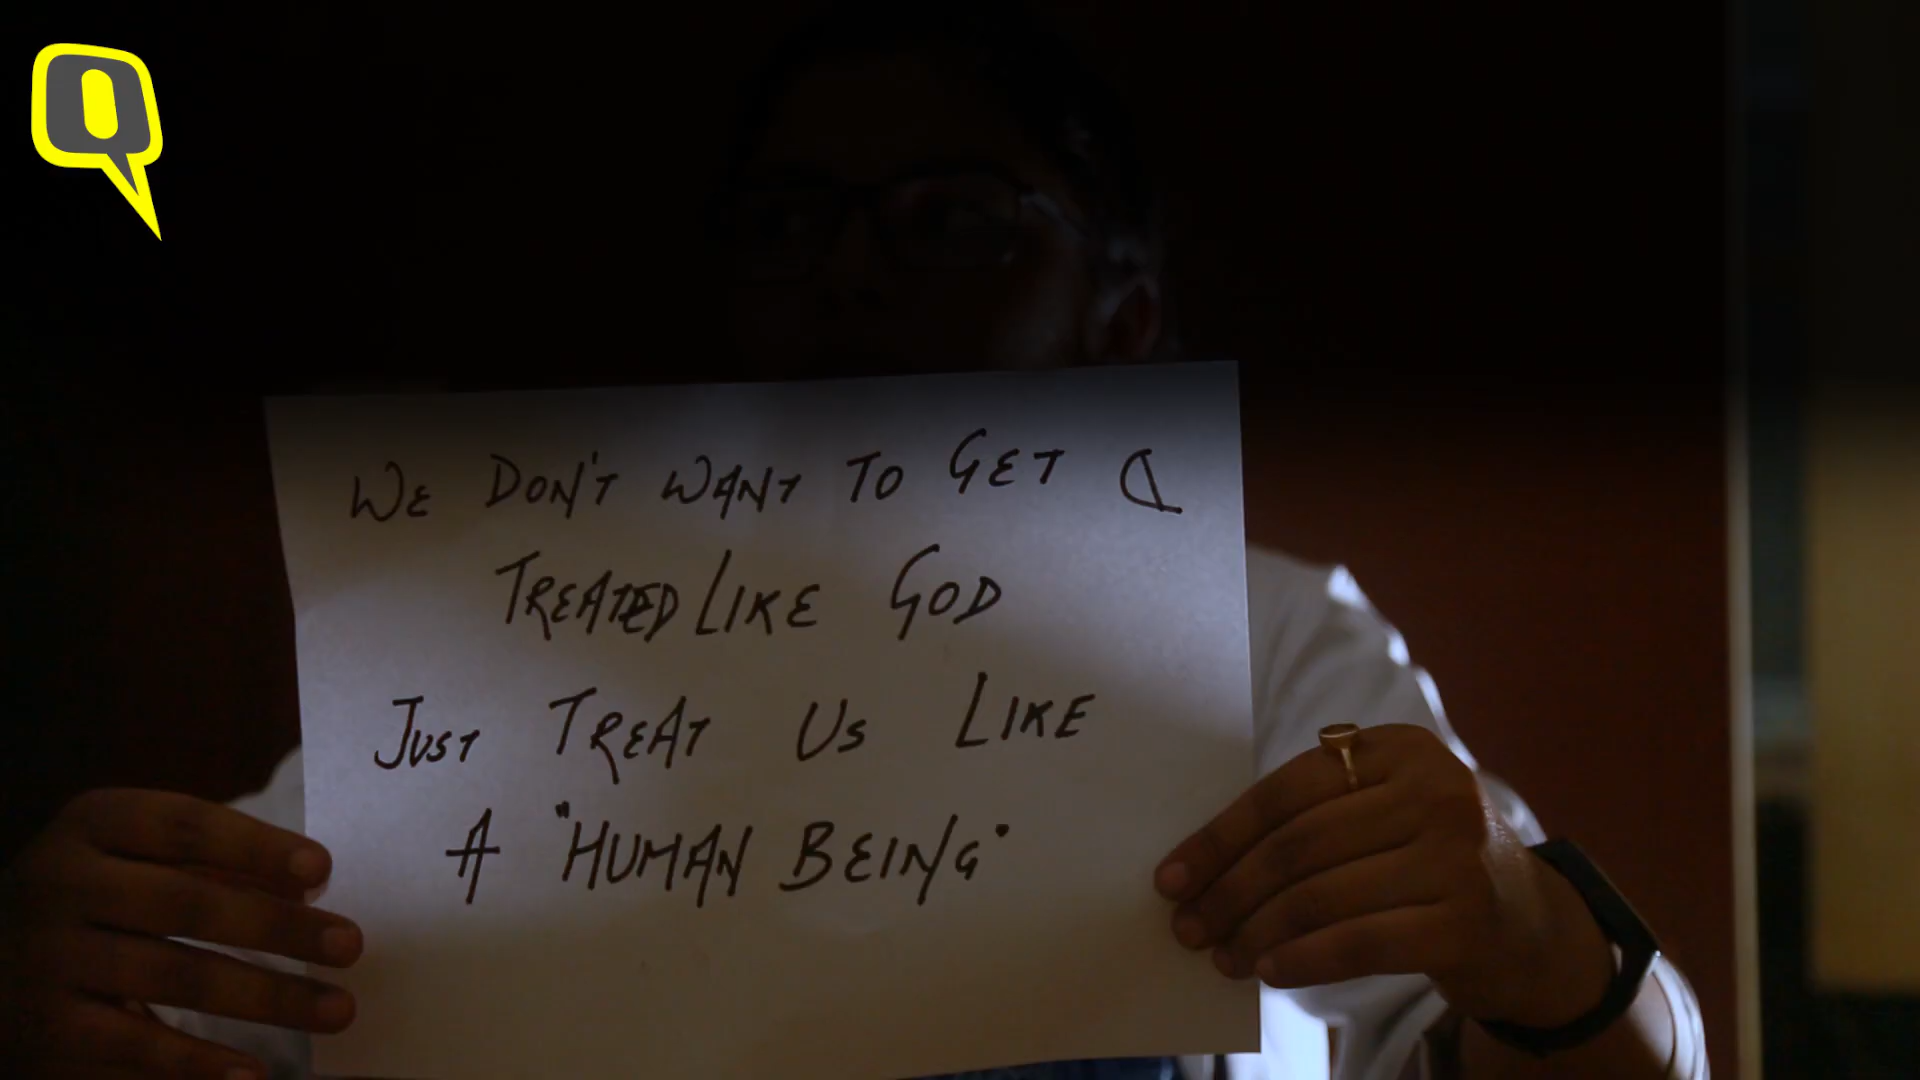 Q
WE DON'T WANT TO GET
TREATED LIKE GOD
JUST TREAT US LIKE
A "HUMAN BEING"